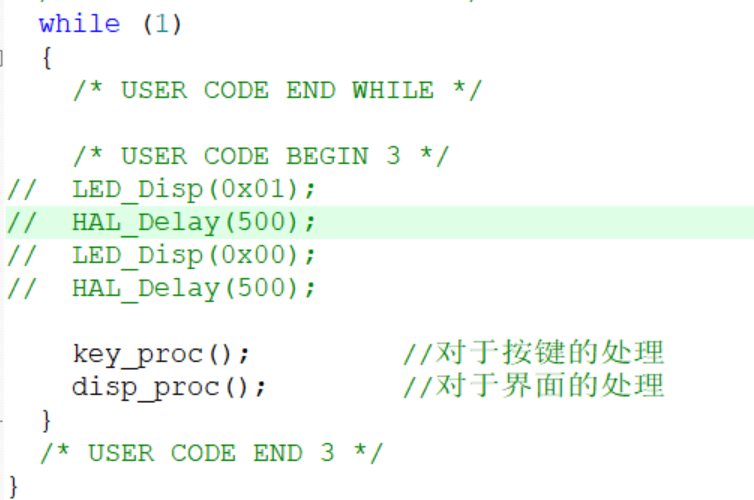 while (1)
{
/* USER CODE END WHILE */
/* USER CODE BEGIN 3 */
// LED_Disp(0x01);
// HAL_Delay(500);
// LED_Disp(0x00);
// HAL_Delay(500);
key_proc(); //对于按键的处理
disp_proc(); //对于界面的处理
}
/* USER CODE END 3 */
}